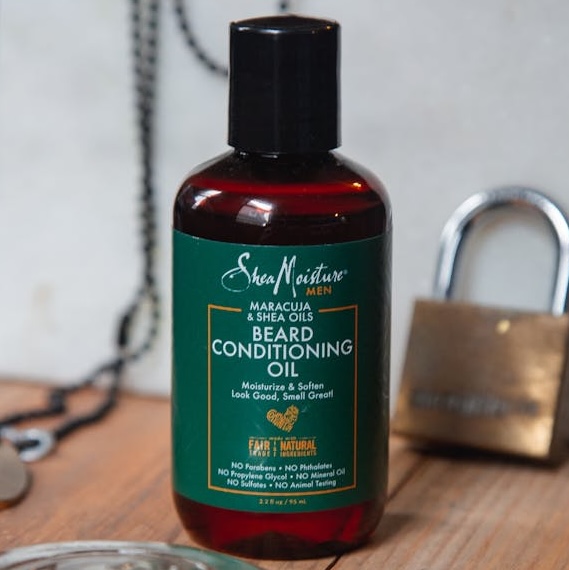 SheaMoisture®
MEN
MARACUJA
& SHEA OILS
BEARD
CONDITIONING
OIL
Moisturize & Soften
Look Good, Smell Great!
FAIR TRADE NATURAL INGREDIENTS
NO Parabens • NO Phthalates
NO Propylene Glycol • NO Mineral Oil
NO Sulfates • NO Animal Testing
3.2 fl oz / 95 mL